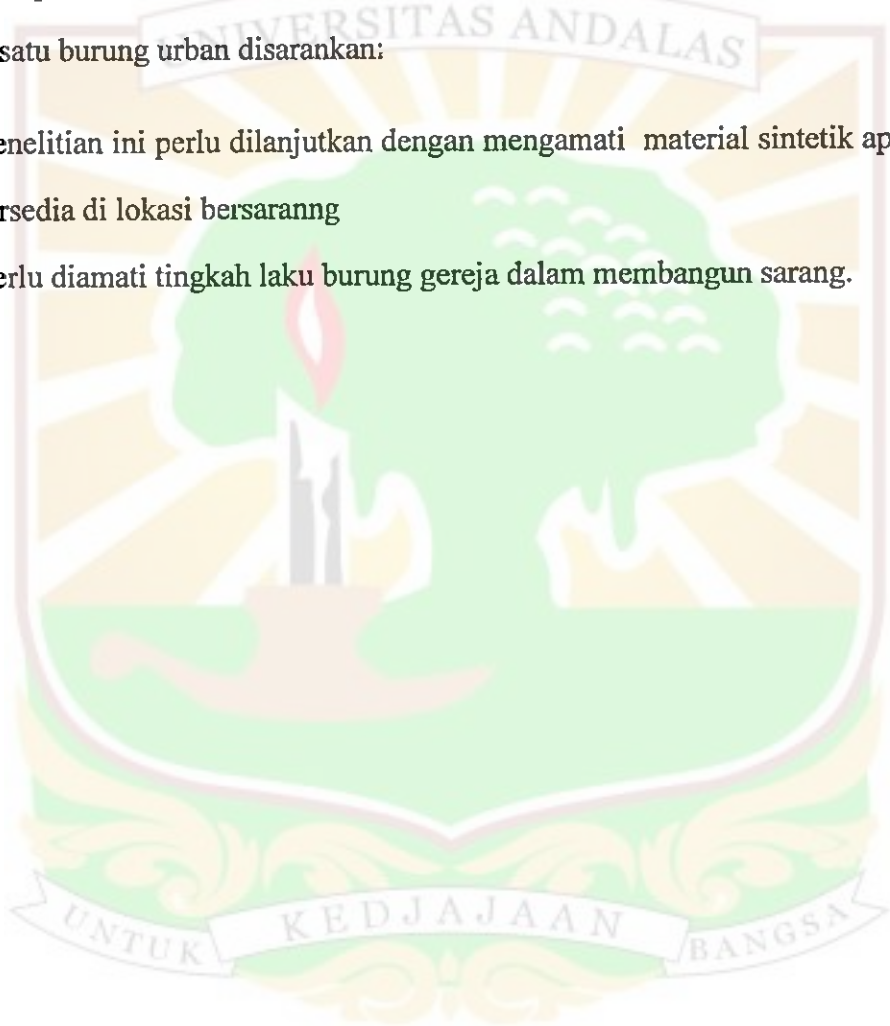 UNIVERSITAS ANDALAS
satu burung urban disarankan:
enelitian ini perlu dilanjutkan dengan mengamati material sintetik ap
rsedia di lokasi bersaranng
erlu diamati tingkah laku burung gereja dalam membangun sarang.
UNTUK KEDJAJAAN BANGSA